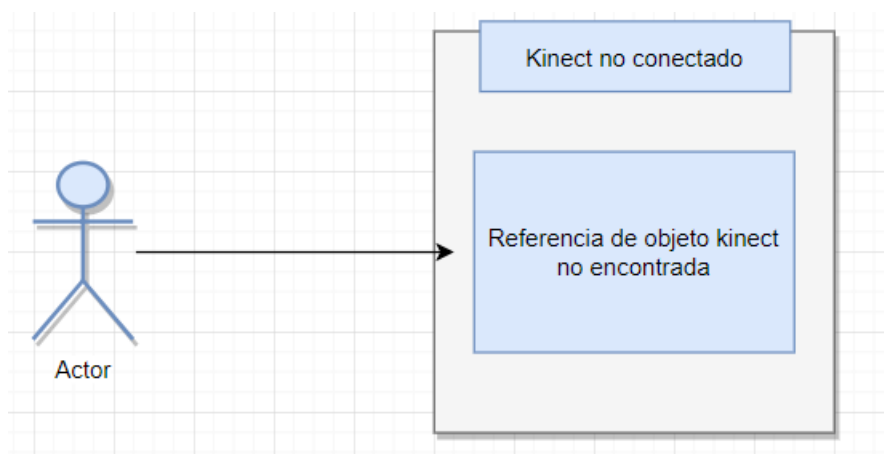 Kinect no conectado
Referencia de objeto kinect
no encontrada
Actor